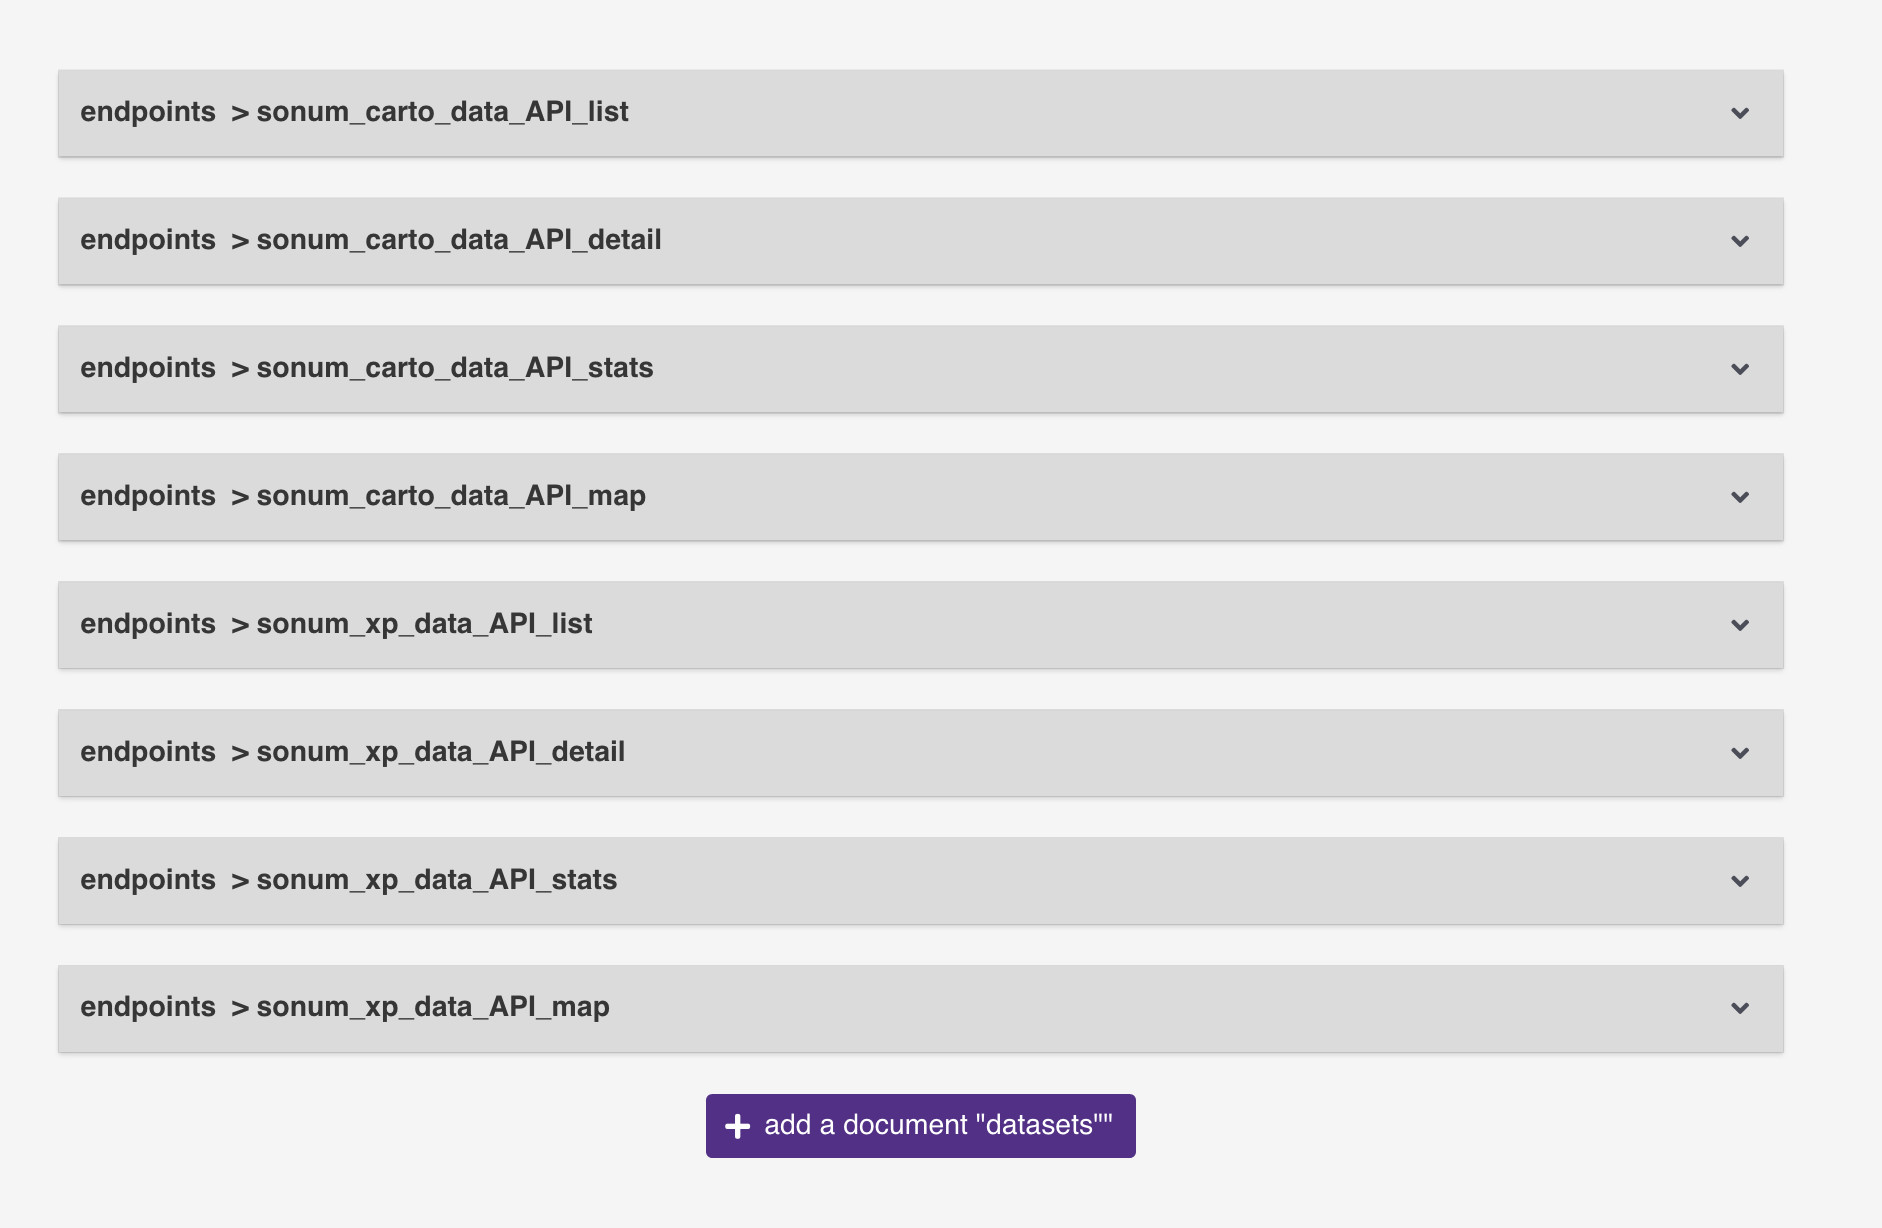 endpoints > sonum_carto_data_API_list
endpoints > sonum_carto_data_API_detail
endpoints > sonum_carto_data_API_stats
endpoints > sonum_carto_data_API_map
endpoints > sonum_xp_data_API_list
endpoints > sonum_xp_data_API_detail
endpoints > sonum_xp_data_API_stats
endpoints > sonum_xp_data_API_map
add a document "datasets""